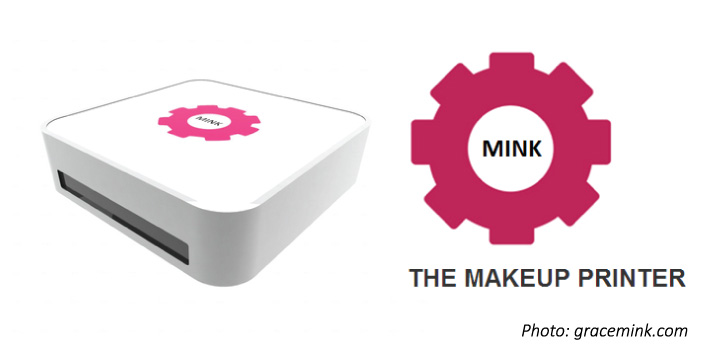 MINK
MINK
THE MAKEUP PRINTER
Photo: gracemink.com